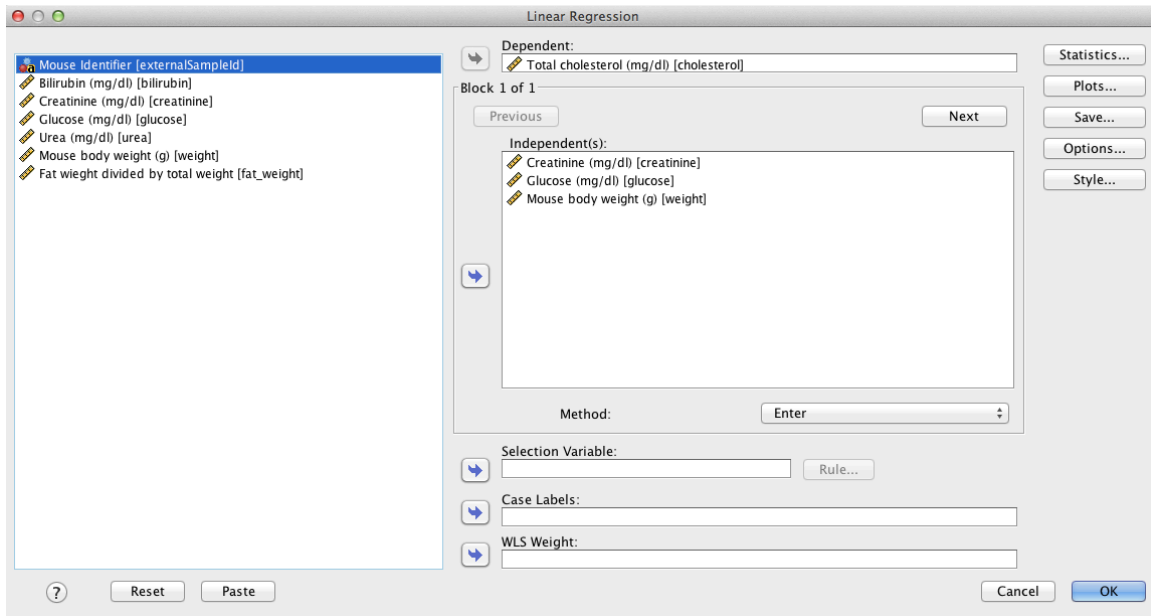 Linear Regression
Mouse Identifier [externalSampleId]
Bilirubin (mg/dl) [bilirubin]
Creatinine (mg/dl) [creatinine]
Glucose (mg/dl) [glucose]
Urea (mg/dl) [urea]
Mouse body weight (g) [weight]
Fat wieght divided by total weight [fat_weight]
Dependent:
Total cholesterol (mg/dl) [cholesterol]
Block 1 of 1
Previous
Next
Independent(s):
Creatinine (mg/dl) [creatinine]
Glucose (mg/dl) [glucose]
Mouse body weight (g) [weight]
Method:
Enter
Selection Variable:
Rule...
Case Labels:
WLS Weight:
Statistics...
Plots...
Save...
Options...
Style...
?
Reset
Paste
Cancel
OK